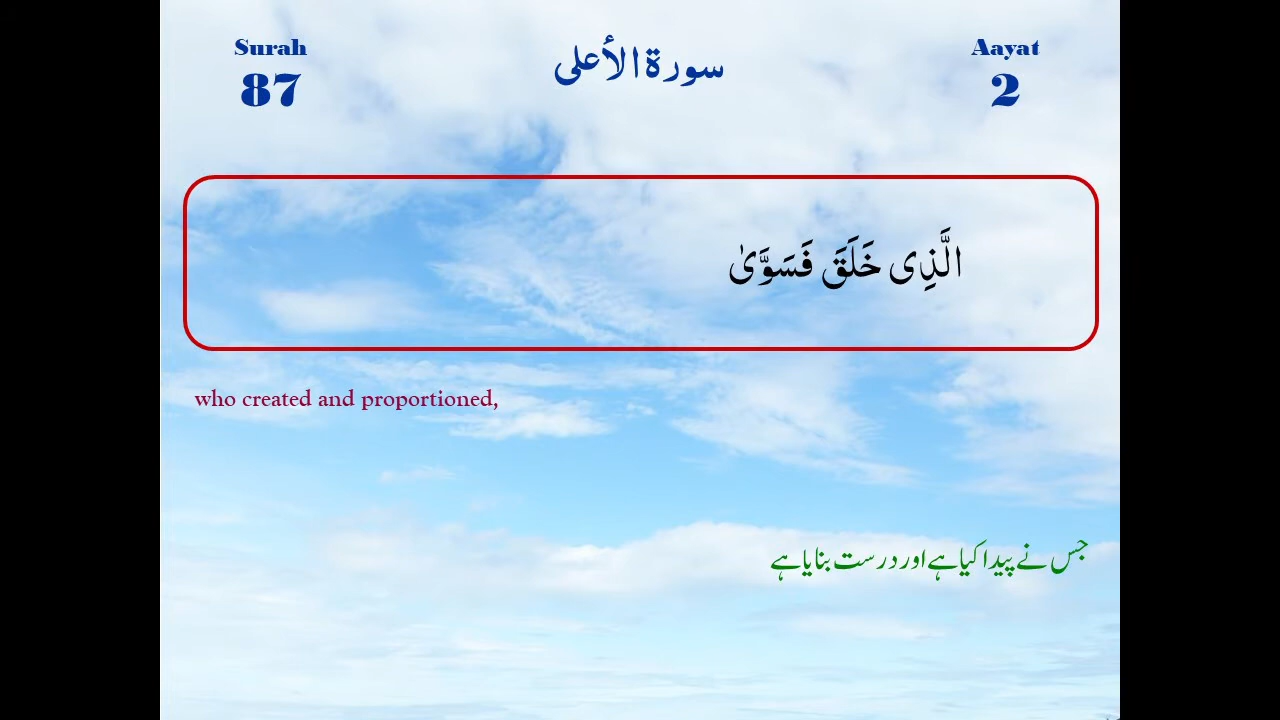 Surah
87
سورة الأعلى
Aayat
2
الَّذِى خَلَقَ فَسَوَّىٰ
who created and proportioned,
جس نے پیدا کیا ہے اور درست بنایا ہے